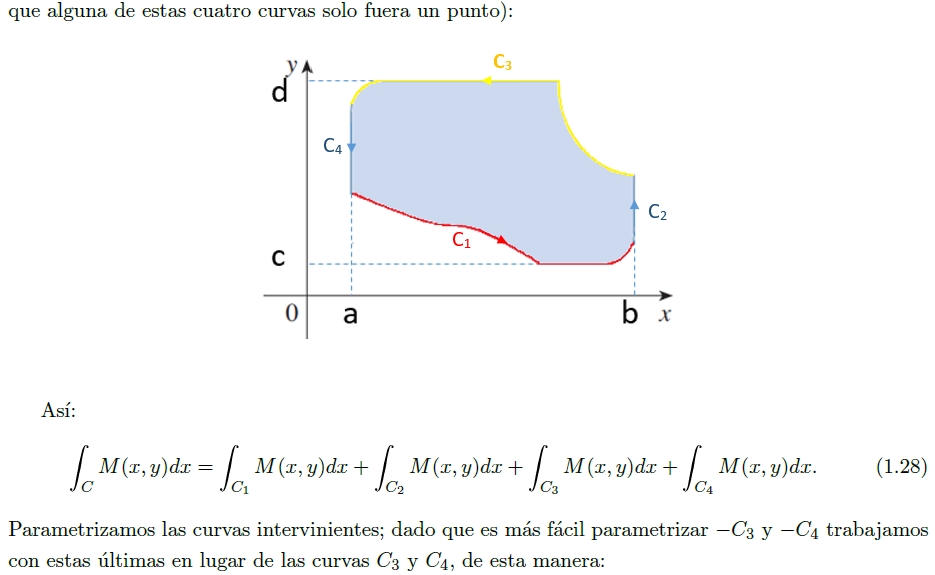 que alguna de estas cuatro curvas solo fuera un punto):
y
C₃
d
C₄
C₂
C₁
c
0 a b x
Así:
∫_C M(x,y)dx = ∫_{C₁} M(x,y)dx + ∫_{C₂} M(x,y)dx + ∫_{C₃} M(x,y)dx + ∫_{C₄} M(x,y)dx. (1.28)
Parametrizamos las curvas intervinientes; dado que es más fácil parametrizar −C₃ y −C₄ trabajamos
con estas últimas en lugar de las curvas C₃ y C₄, de esta manera: